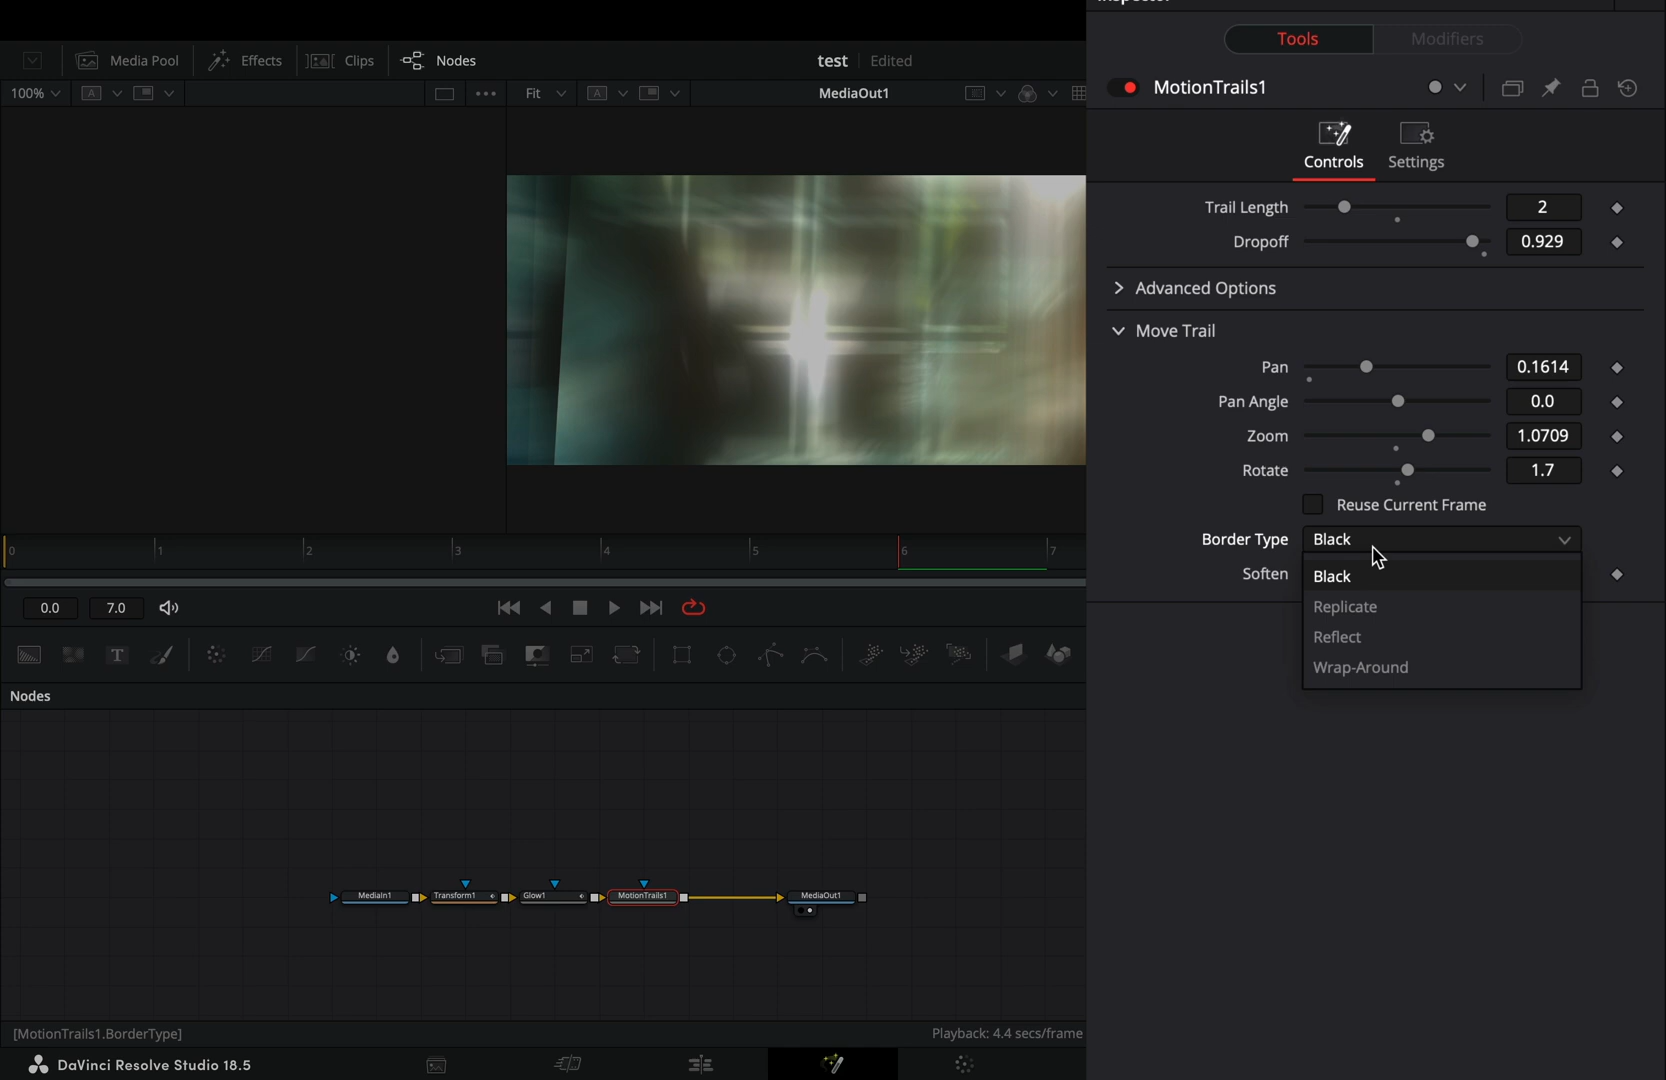 Tools Modifiers
Media Pool Effects Clips Nodes test Edited
100% A Fit A MediaOut1
MotionTrails1
Controls Settings
Trail Length 2
Dropoff 0.929
Advanced Options
Move Trail
Pan 0.1614
Pan Angle 0.0
Zoom 1.0709
Rotate 1.7
Reuse Current Frame
Border Type Black
Soften
Black
Replicate
Reflect
Wrap-Around
0 1 2 3 4 5 6 7
0.0 7.0
T
Nodes
MediaIn1 Transform1 Glow1 MotionTrails1 MediaOut1
[MotionTrails1.BorderType] Playback: 4.4 secs/frame
DaVinci Resolve Studio 18.5